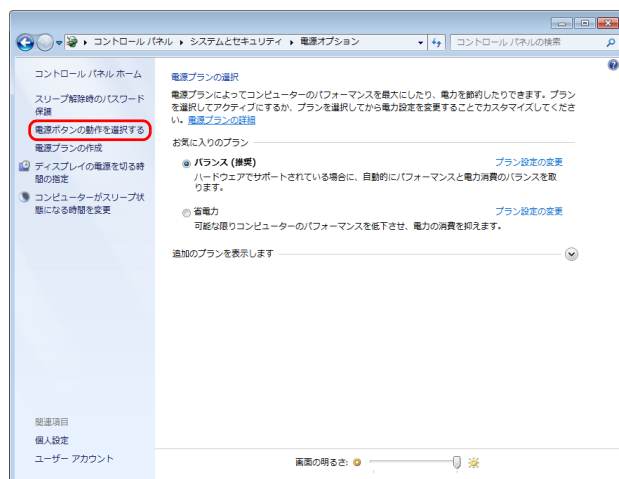 コントロール パネル ▸ システムとセキュリティ ▸ 電源オプション
コントロール パネルの検索
コントロール パネル ホーム
スリープ解除時のパスワード
保護
電源ボタンの動作を選択する
電源プランの作成
ディスプレイの電源を切る時
間の指定
コンピューターがスリープ状
態になる時間を変更
電源プランの選択
電源プランによってコンピューターのパフォーマンスを最大にしたり、電力を節約したりできます。プラン
を選択してアクティブにするか、プランを選択してから電力設定を変更することでカスタマイズしてくださ
い。電源プランの詳細
お気に入りのプラン
バランス (推奨)
プラン設定の変更
ハードウェアでサポートされている場合に、自動的にパフォーマンスと電力消費のバランスを取
ります。
省電力
プラン設定の変更
可能な限りコンピューターのパフォーマンスを低下させ、電力の消費を抑えます。
追加のプランを表示します
関連項目
個人設定
ユーザー アカウント
画面の明るさ: